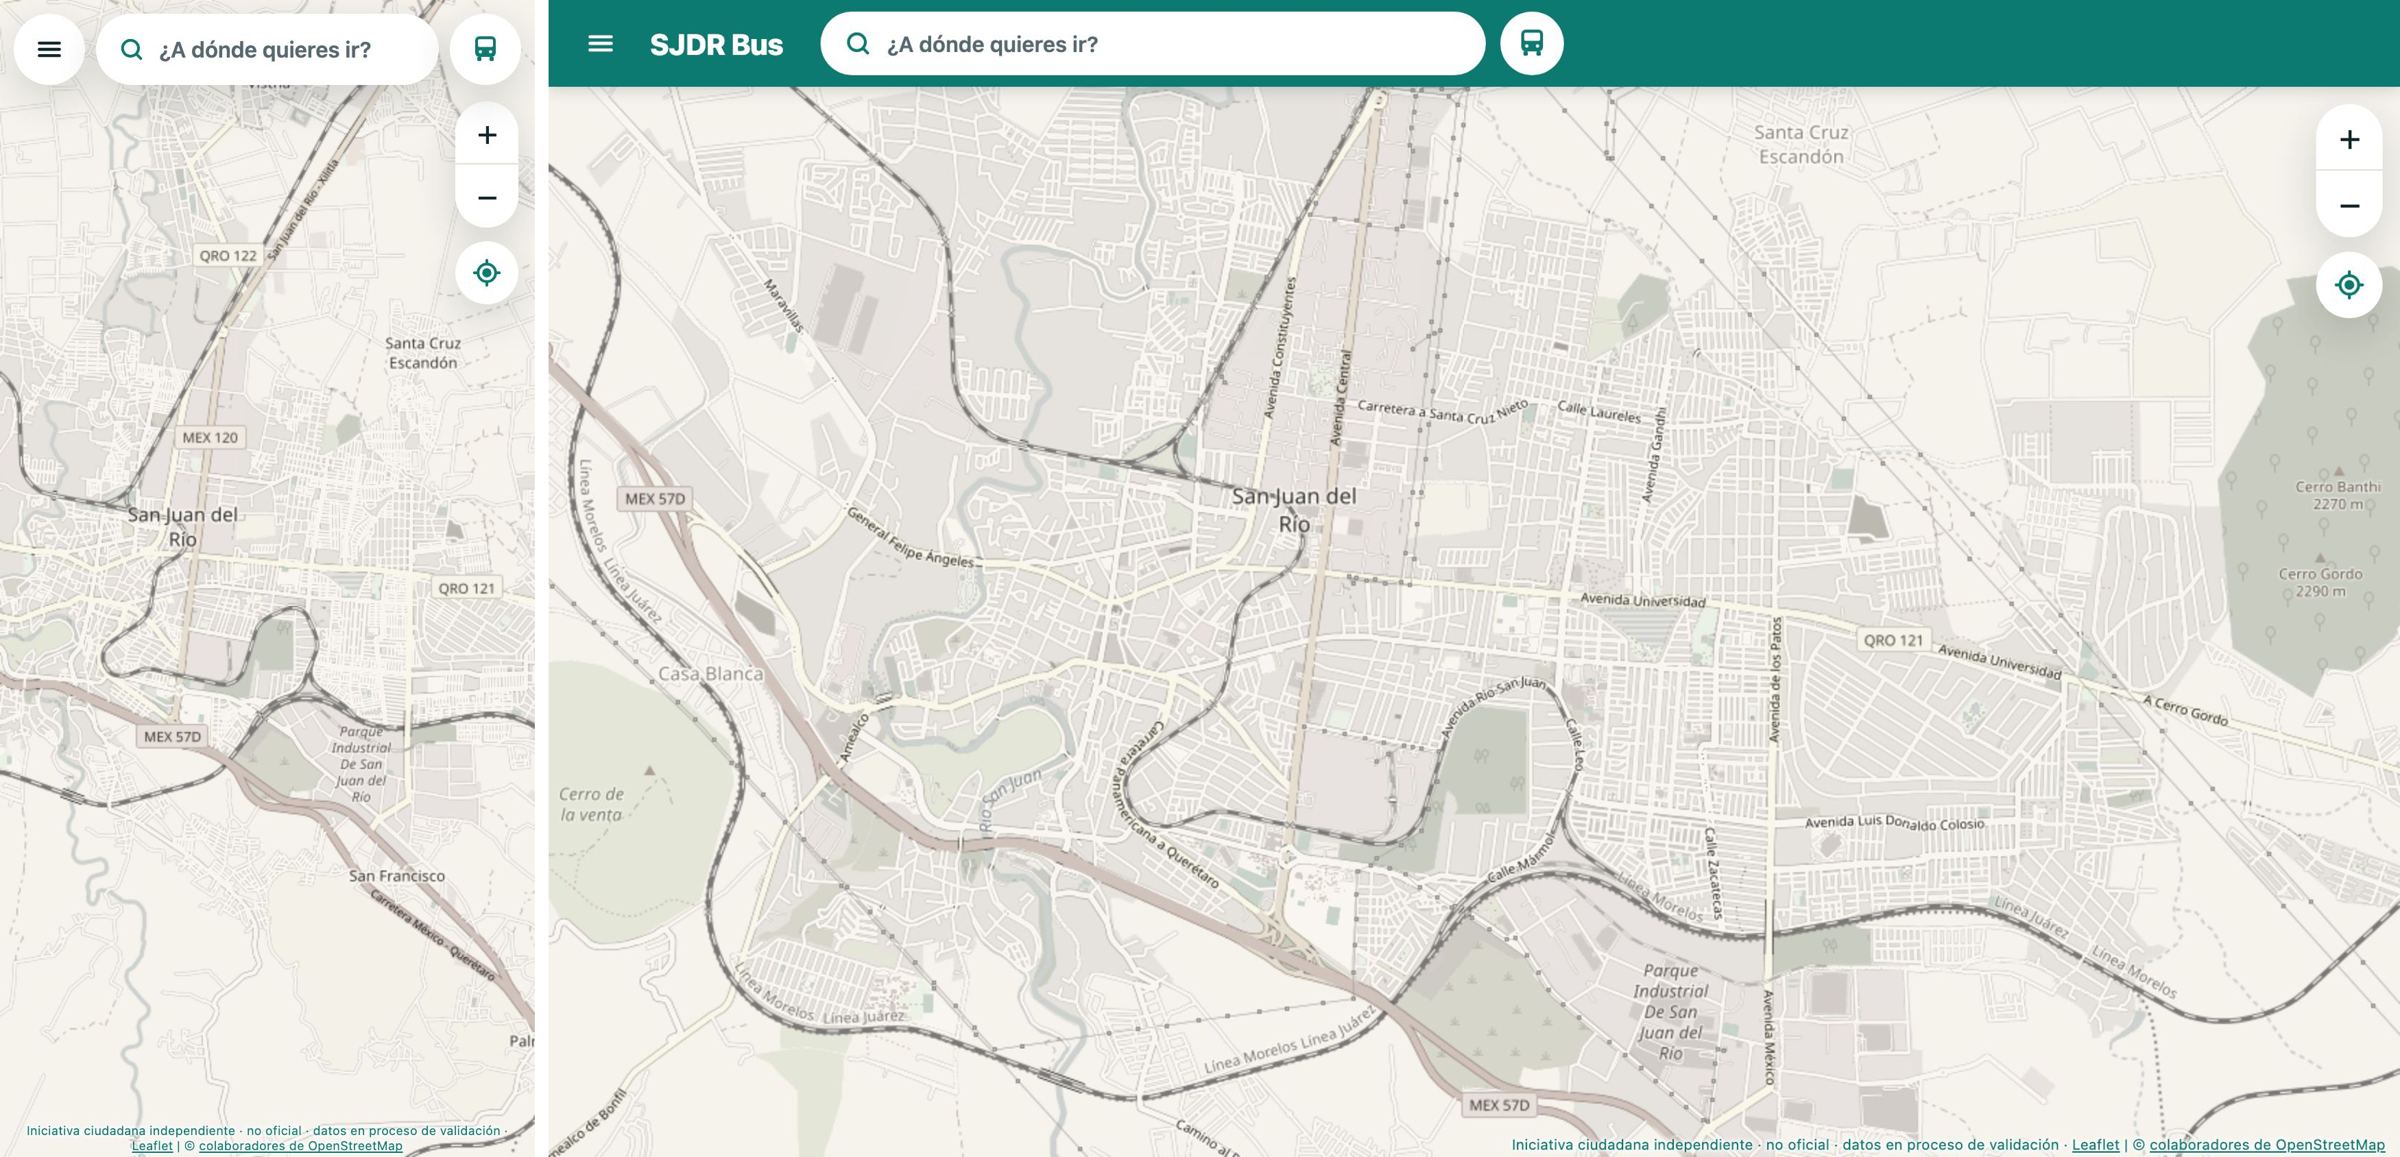 ¿A dónde quieres ir?
San Juan del Río - Xilitla
QRO 122
Santa Cruz
Escandón
MEX 120
San Juan del
Río
QRO 121
MEX 57D
Parque
Industrial
De San
Juan del
Río
San Francisco
Carretera México - Querétaro
Iniciativa ciudadana independiente · no oficial · datos en proceso de validación ·
Leaflet | © colaboradores de OpenStreetMap
SJDR Bus
¿A dónde quieres ir?
Santa Cruz
Escandón
Maravillas
Avenida Constituyentes
Avenida Central
Carretera a Santa Cruz Nieto
Calle Laureles
Avenida Gandhi
Cerro Banthi
2270 m
Cerro Gordo
2290 m
MEX 57D
San Juan del
Río
Línea Morelos Línea Juárez
General Felipe Ángeles
Avenida Universidad
QRO 121
Avenida Universidad
A Cerro Gordo
Avenida de los Patos
Casa Blanca
Amealco
Avenida Río San Juan
Calle Leo
Carretera Panamericana a Querétaro
Río San Juan
Cerro de
la venta
Avenida Luis Donaldo Colosio
Calle Zacatecas
Calle Mármol
Línea Morelos
Línea Juárez
Línea Morelos
Línea Morelos Línea Juárez
Línea Morelos Línea Juárez
Parque
Industrial
De San
Juan del
Río
Avenida México
MEX 57D
Iniciativa ciudadana independiente · no oficial · datos en proceso de validación · Leaflet | © colaboradores de OpenStreetMap